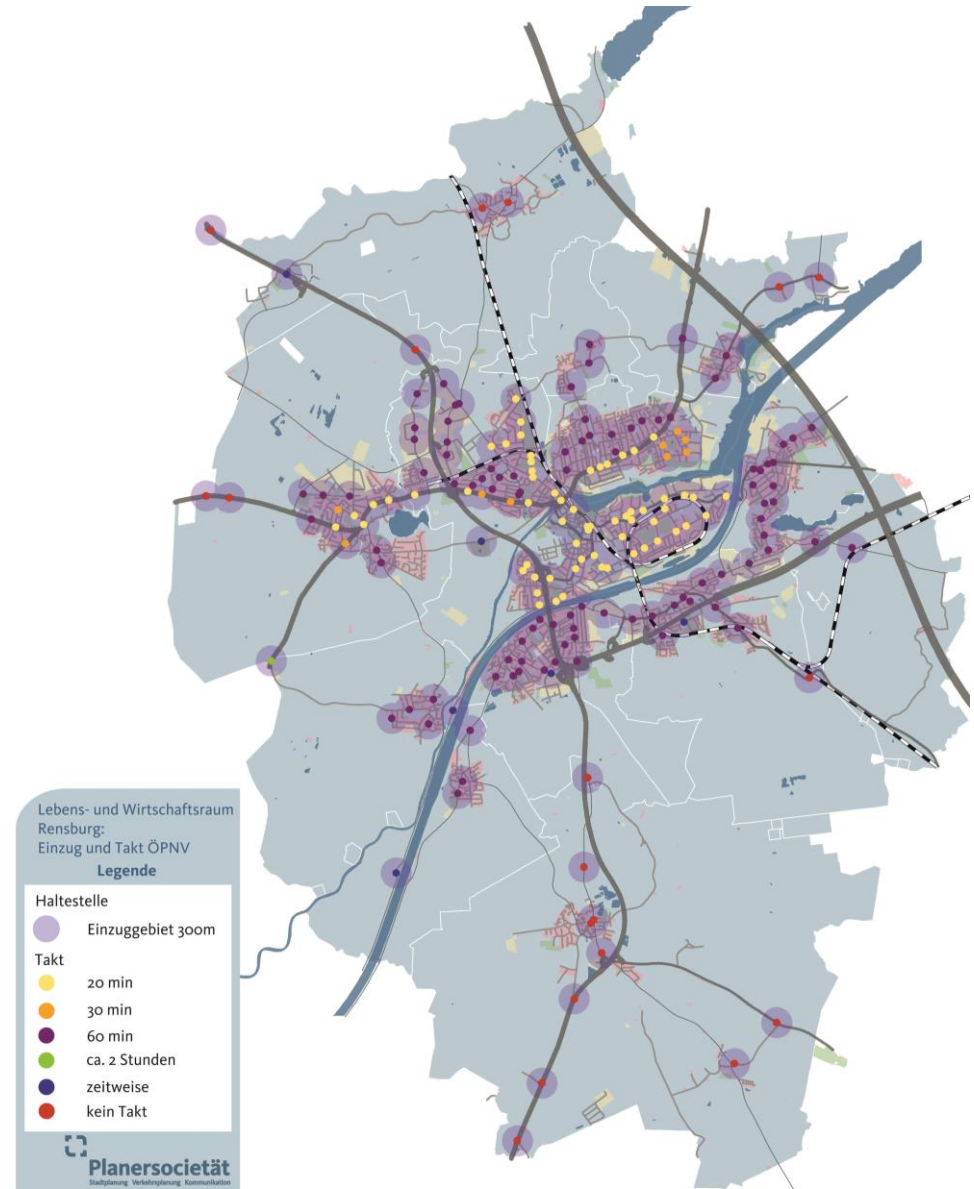 Lebens- und Wirtschaftsraum
Rensburg:
Einzug und Takt ÖPNV
Legende
Haltestelle
Einzuggebiet 300m
Takt
20 min
30 min
60 min
ca. 2 Stunden
zeitweise
kein Takt
Planersocietät
Stadtplanung Verkehrsplanung Kommunikation